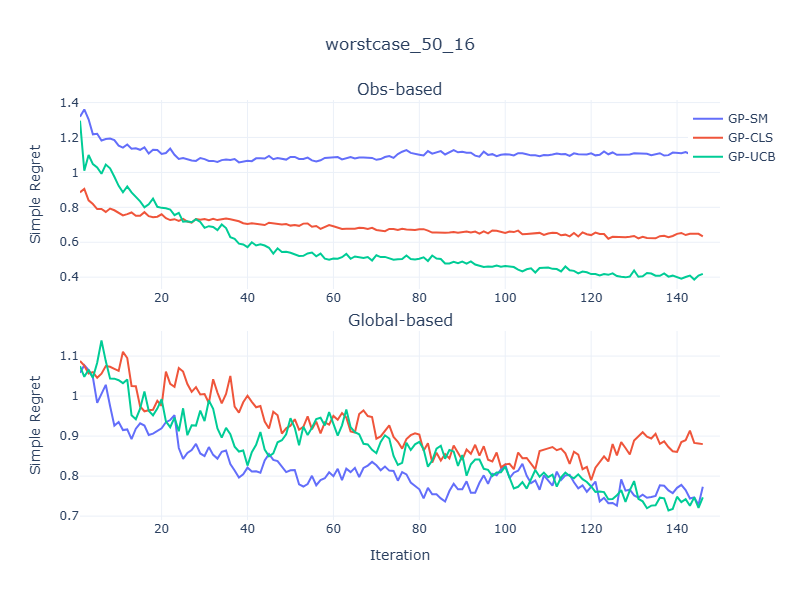 worstcase_50_16
Obs-based
1.4
1.2
1
0.8
0.6
0.4
Simple Regret
20 40 60 80 100 120 140
GP-SM
GP-CLS
GP-UCB
Global-based
1.1
1
0.9
0.8
0.7
Simple Regret
20 40 60 80 100 120 140
Iteration